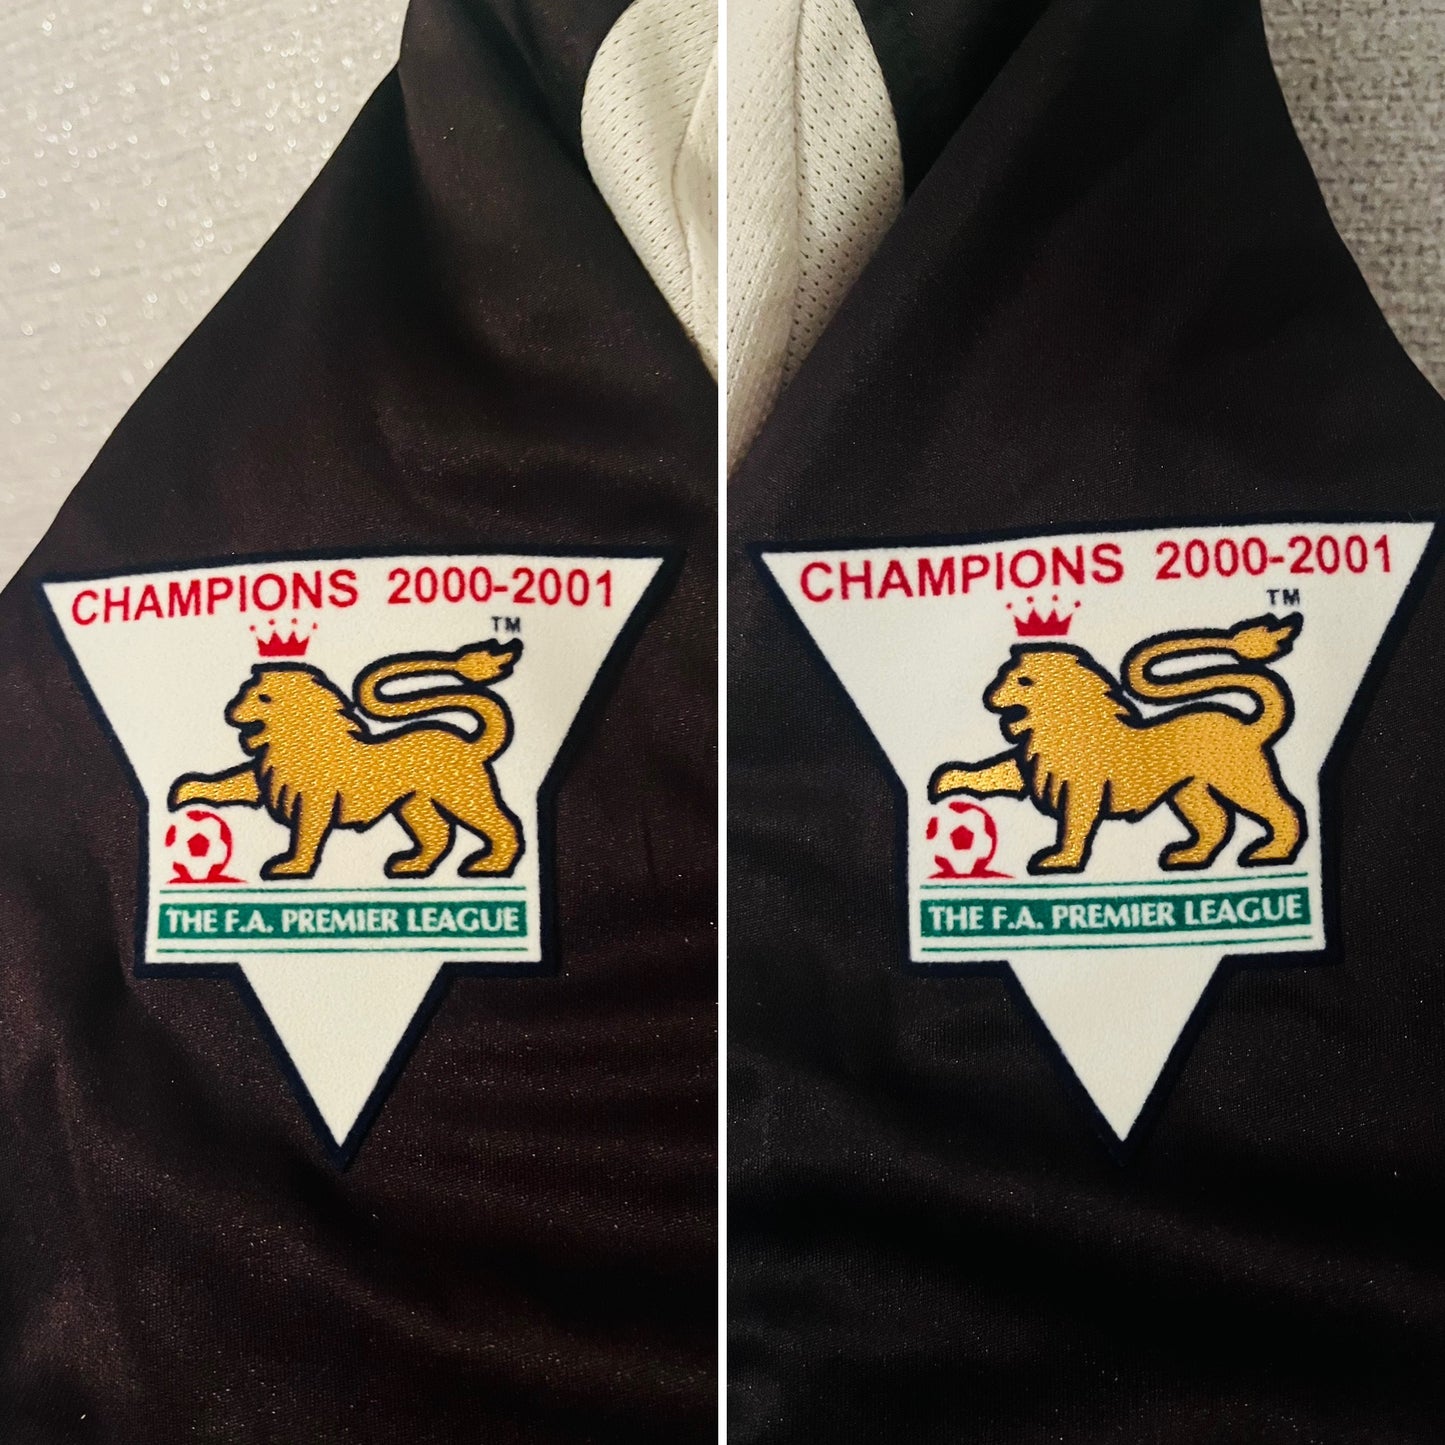 CHAMPIONS 2000-2001
TM
THE F.A. PREMIER LEAGUE
CHAMPIONS 2000-2001
TM
THE F.A. PREMIER LEAGUE